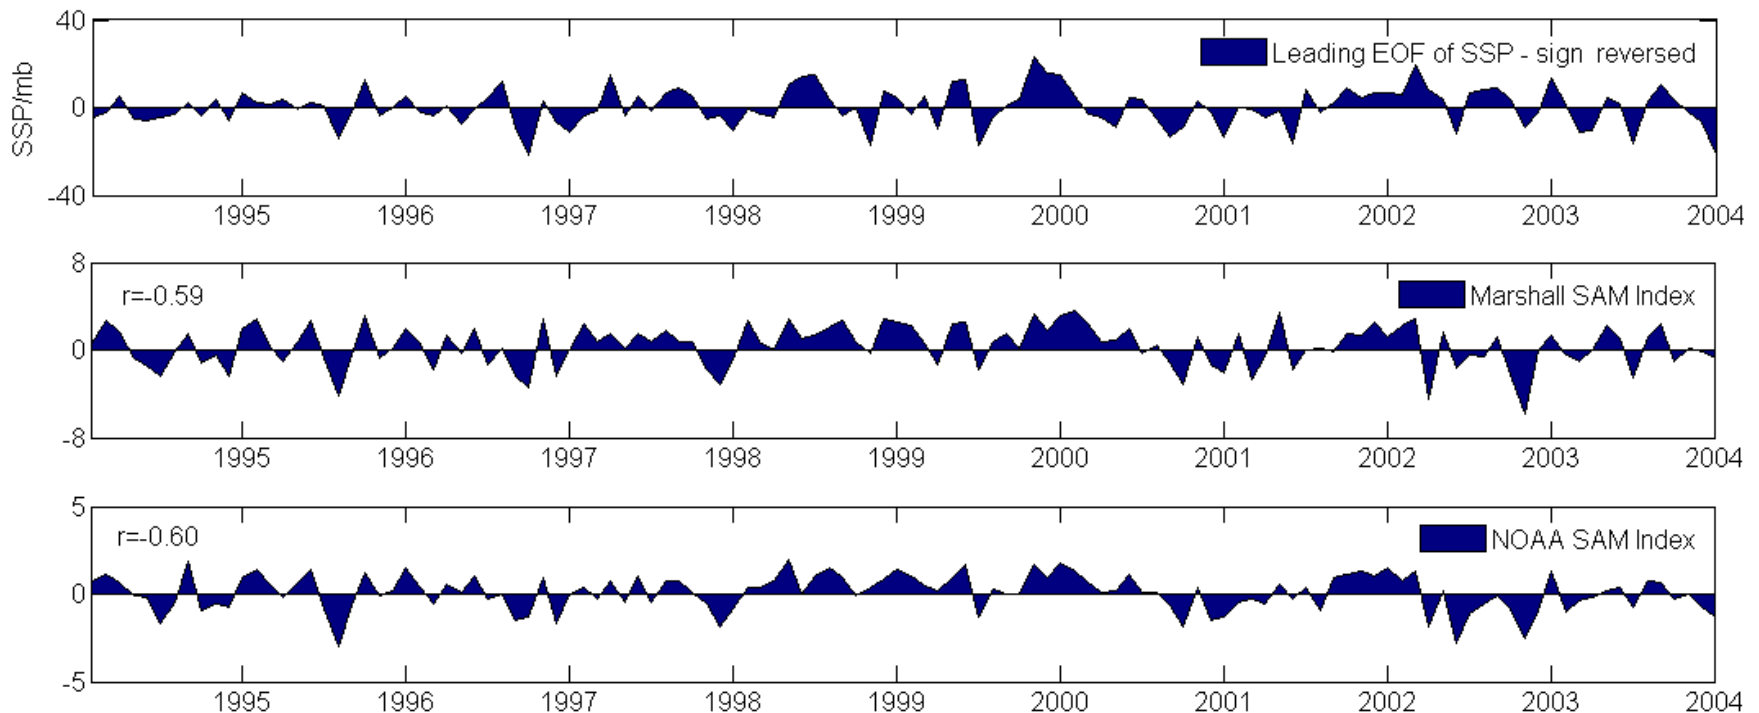 40
Leading EOF of SSP - sign reversed
SSP/mb
0
-40
1995 1996 1997 1998 1999 2000 2001 2002 2003 2004
8
r=-0.59
Marshall SAM Index
0
-8
1995 1996 1997 1998 1999 2000 2001 2002 2003 2004
5
r=-0.60
NOAA SAM Index
0
-5
1995 1996 1997 1998 1999 2000 2001 2002 2003 2004